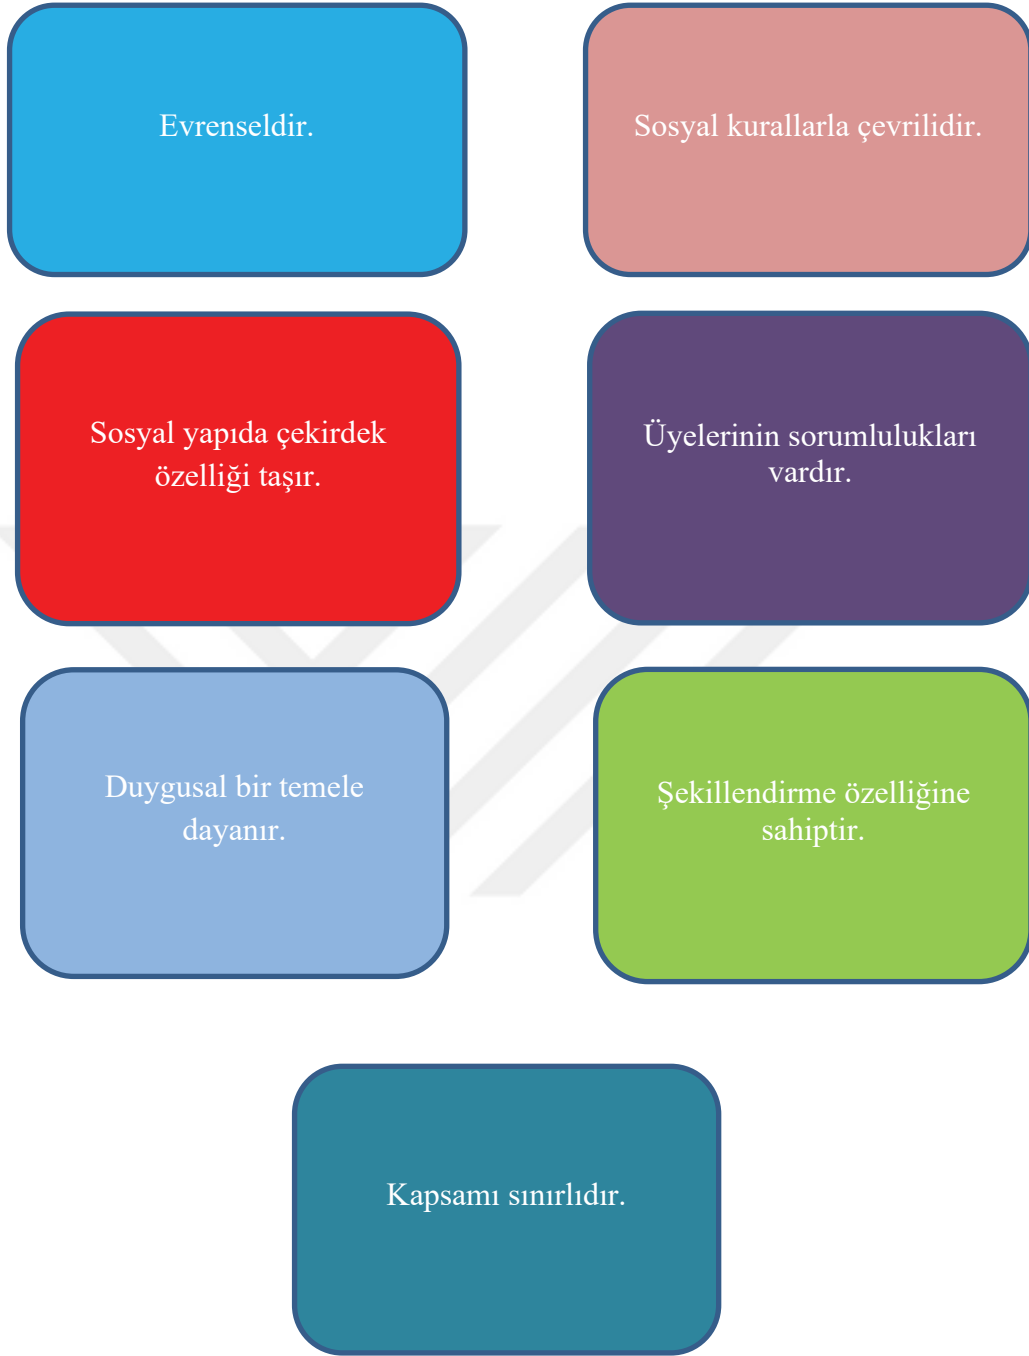 Evrenseldir.
Sosyal kurallarla çevrilidir.
Sosyal yapıda çekirdek
özelliği taşır.
Üyelerinin sorumlulukları
vardır.
Duygusal bir temele
dayanır.
Şekillendirme özelliğine
sahiptir.
Kapsamı sınırlıdır.